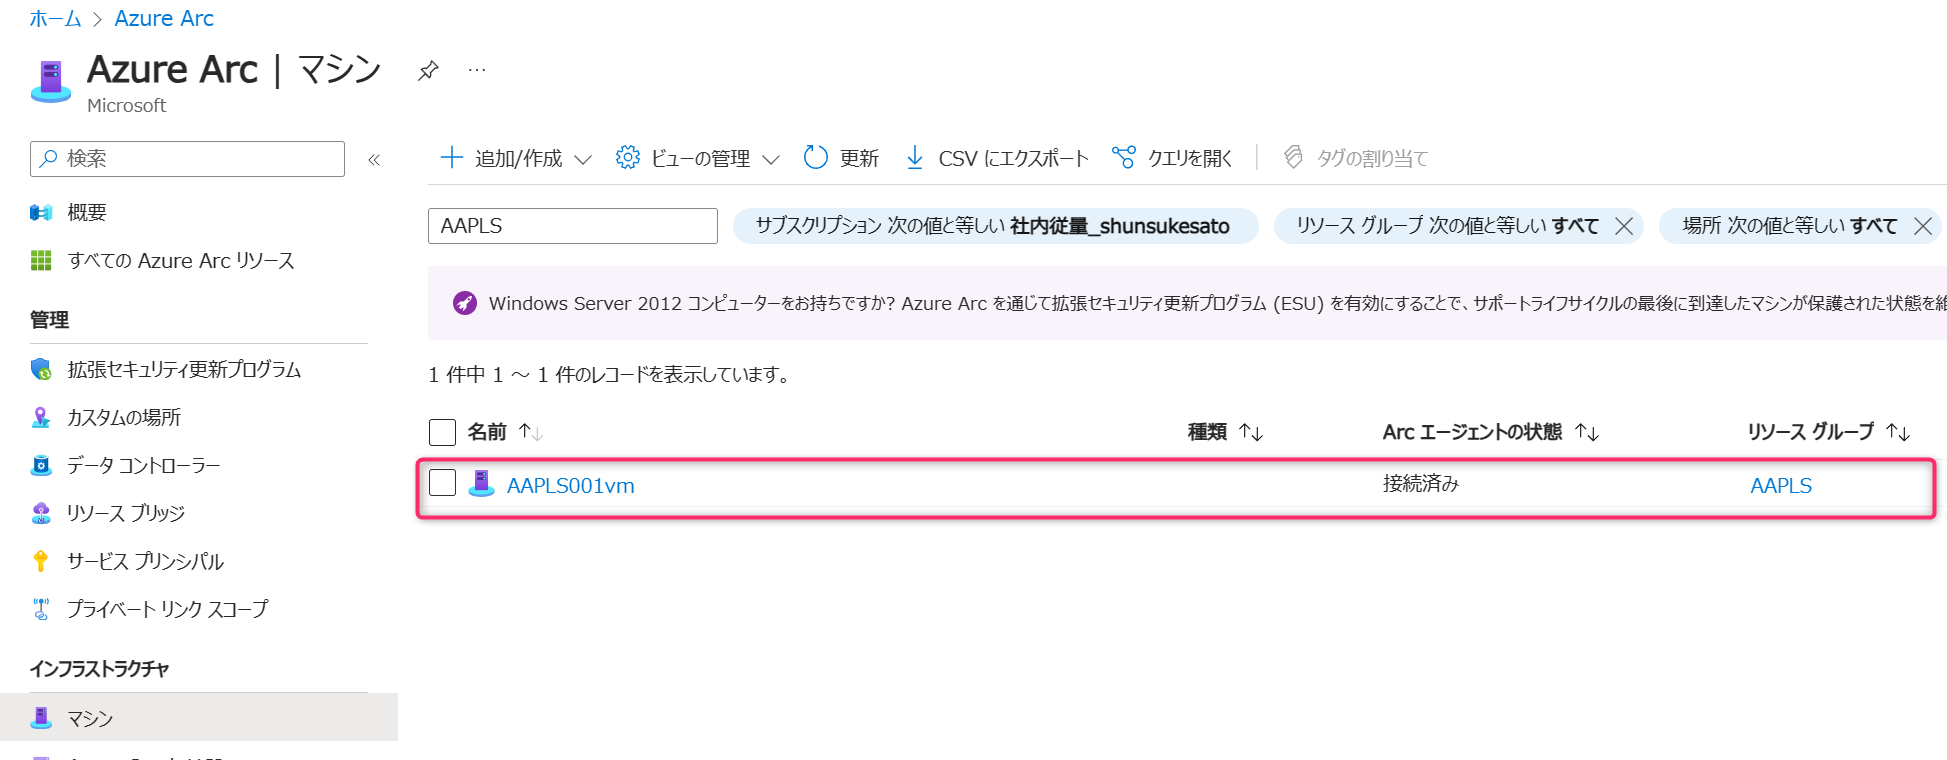 ホーム > Azure Arc
Azure Arc | マシン
Microsoft
検索
概要
すべての Azure Arc リソース
管理
拡張セキュリティ更新プログラム
カスタムの場所
データ コントローラー
リソース ブリッジ
サービス プリンシパル
プライベート リンク スコープ
インフラストラクチャ
マシン
追加/作成 ビューの管理 更新 CSV にエクスポート クエリを開く タグの割り当て
AAPLS サブスクリプション 次の値と等しい 社内従量_shunsukesato リソース グループ 次の値と等しい すべて 場所 次の値と等しい すべて
Windows Server 2012 コンピューターをお持ちですか? Azure Arc を通じて拡張セキュリティ更新プログラム (ESU) を有効にすることで、サポートライフサイクルの最後に到達したマシンが保護された状態を維
1 件中 1 ～ 1 件のレコードを表示しています。
名前 ↑↓ 種類 ↑↓ Arc エージェントの状態 ↑↓ リソース グループ ↑↓
AAPLS001vm 接続済み AAPLS